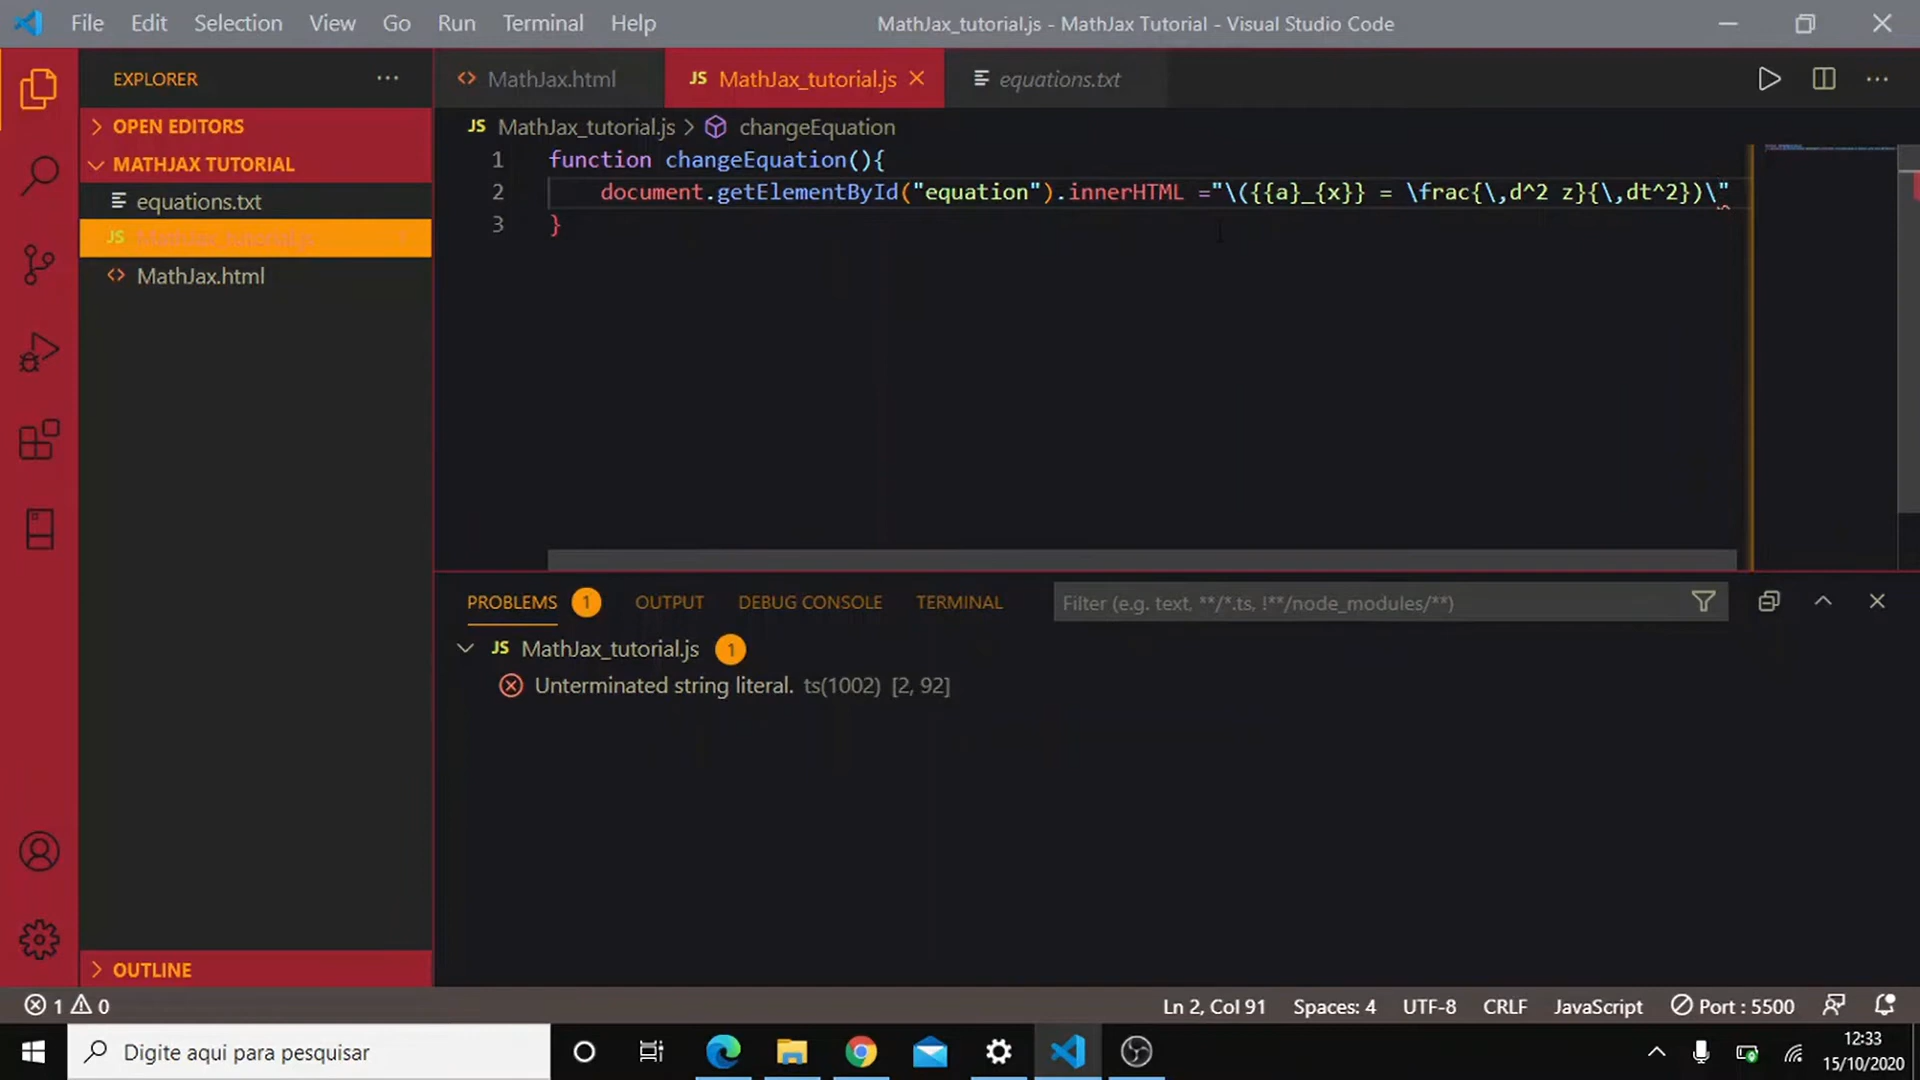 File Edit Selection View Go Run Terminal Help MathJax_tutorial.js - MathJax Tutorial - Visual Studio Code
EXPLORER
OPEN EDITORS
MATHJAX TUTORIAL
equations.txt
JS MathJax_tutorial.js
MathJax.html
OUTLINE
MathJax.html JS MathJax_tutorial.js equations.txt
JS MathJax_tutorial.js > changeEquation
1 function changeEquation(){
2 document.getElementById("equation").innerHTML ="\({{a}_{x}} = \frac{\,d^2 z}{\,dt^2})\"
3 }
PROBLEMS 1 OUTPUT DEBUG CONSOLE TERMINAL Filter (e.g. text, **/*.ts, !**/node_modules/**)
JS MathJax_tutorial.js 1
Unterminated string literal. ts(1002) [2, 92]
1 0 Ln 2, Col 91 Spaces: 4 UTF-8 CRLF JavaScript Port : 5500
Digite aqui para pesquisar
12:33
15/10/2020